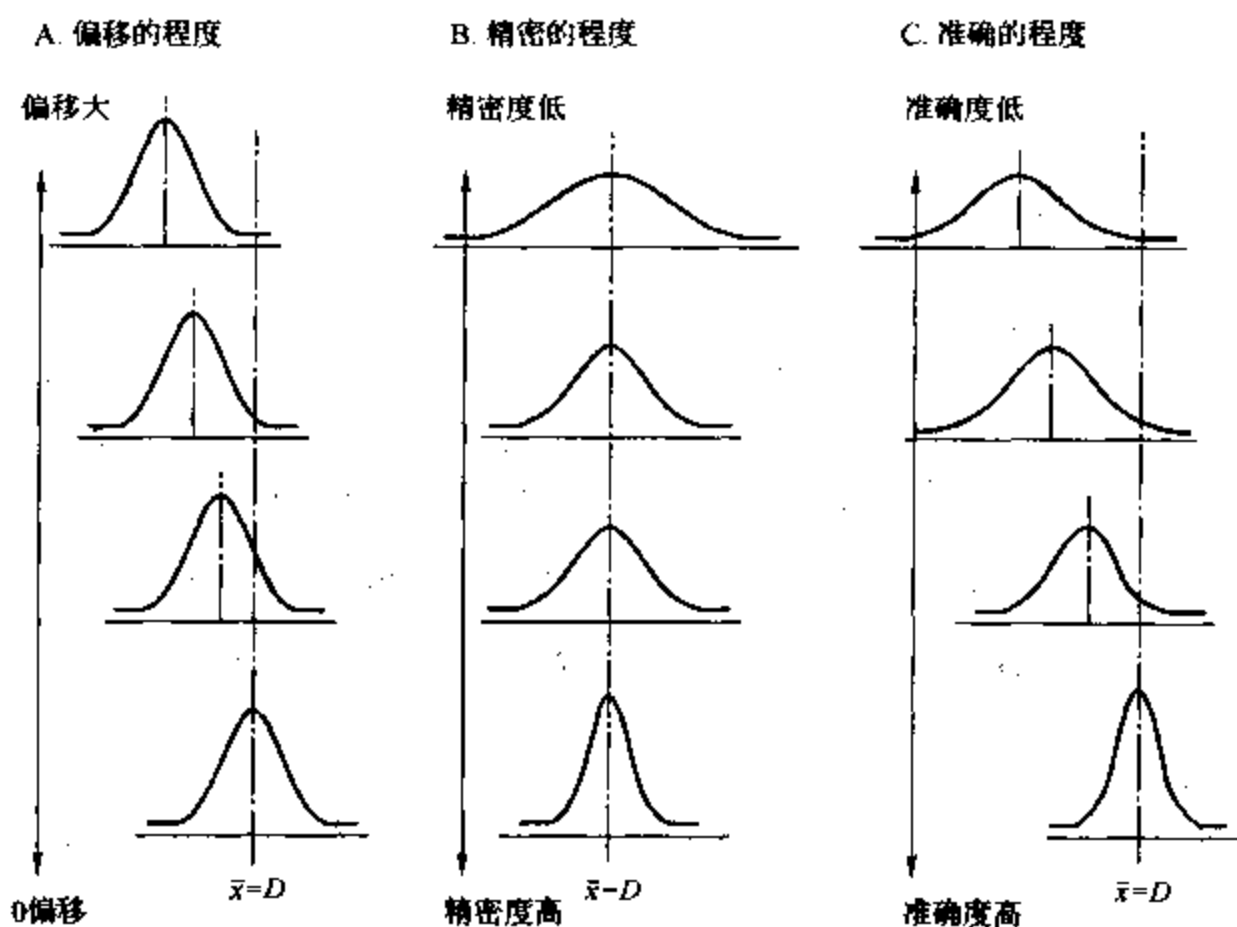 A. 偏移的程度
偏移大
0偏移
x̄=D
B. 精密的程度
精密度低
精密度高
x̄-D
C. 准确的程度
准确度低
准确度高
x̄=D